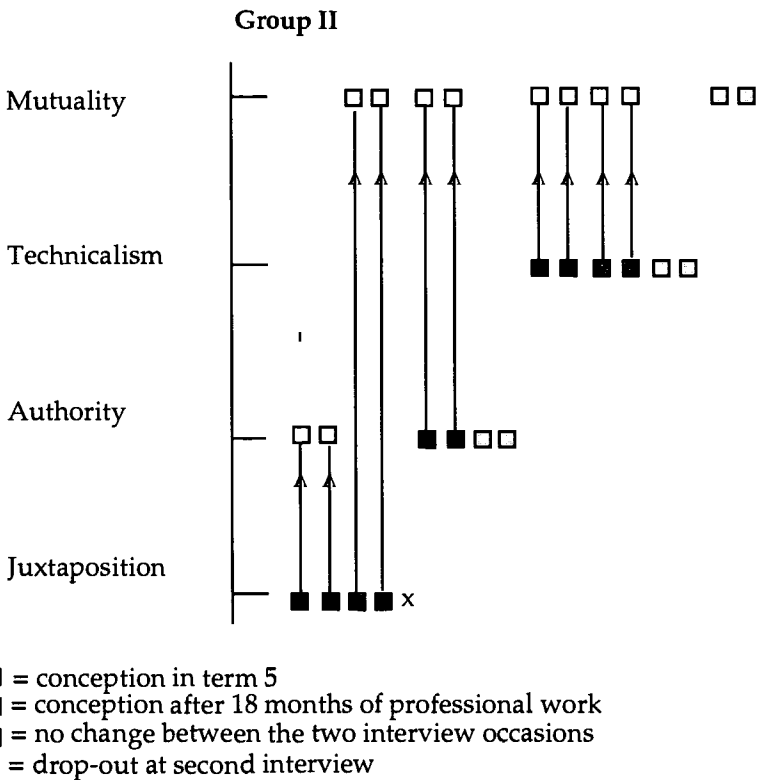 Group II
Mutuality
Technicalism
Authority
Juxtaposition
x
= conception in term 5
= conception after 18 months of professional work
= no change between the two interview occasions
= drop-out at second interview